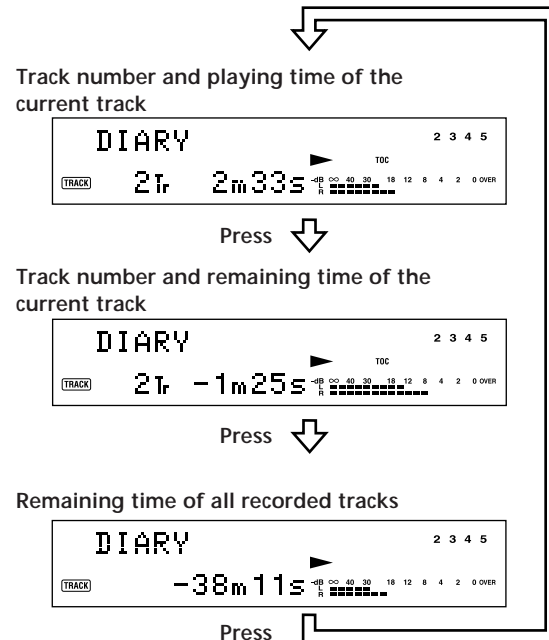 Track number and playing time of the
current track
DIARY 2 3 4 5
TOC
TRACK 2Tr 2m33s -dB ∞ 40 30 18 12 8 4 2 0 OVER
L
R
Press
Track number and remaining time of the
current track
DIARY 2 3 4 5
TOC
TRACK 2Tr -1m25s -dB ∞ 40 30 18 12 8 4 2 0 OVER
L
R
Press
Remaining time of all recorded tracks
DIARY 2 3 4 5
TRACK -38m11s -dB ∞ 40 30 18 12 8 4 2 0 OVER
L
R
Press